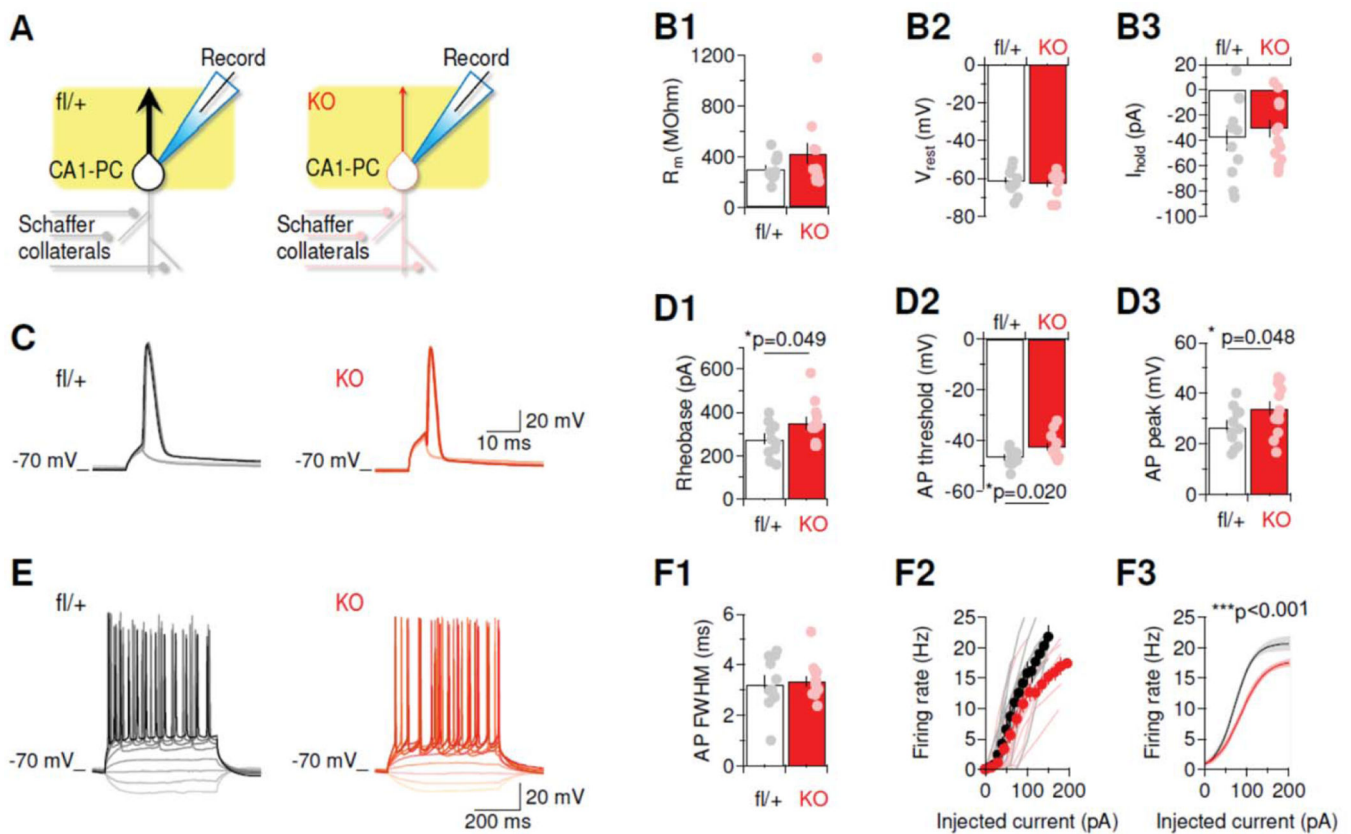 A
fl/+
Record
CA1-PC
Schaffer
collaterals
KO
Record
CA1-PC
Schaffer
collaterals
B1
1200
800
400
0
Rm (MOhm)
fl/+ KO
B2
fl/+ KO
0
-20
-40
-60
-80
Vrest (mV)
B3
fl/+ KO
20
0
-20
-40
-60
-80
-100
Ihold (pA)
C
fl/+
-70 mV_
KO
-70 mV_
20 mV
10 ms
D1
*p=0.049
600
400
200
0
Rheobase (pA)
fl/+ KO
D2
fl/+ KO
0
-20
-40
-60
AP threshold (mV)
*p=0.020
D3
* p=0.048
60
40
20
0
AP peak (mV)
fl/+ KO
E
fl/+
-70 mV_
KO
-70 mV_
20 mV
200 ms
F1
6
4
2
0
AP FWHM (ms)
fl/+ KO
F2
25
20
15
10
5
0
Firing rate (Hz)
0 100 200
Injected current (pA)
F3
***p<0.001
25
20
15
10
5
0
Firing rate (Hz)
0 100 200
Injected current (pA)